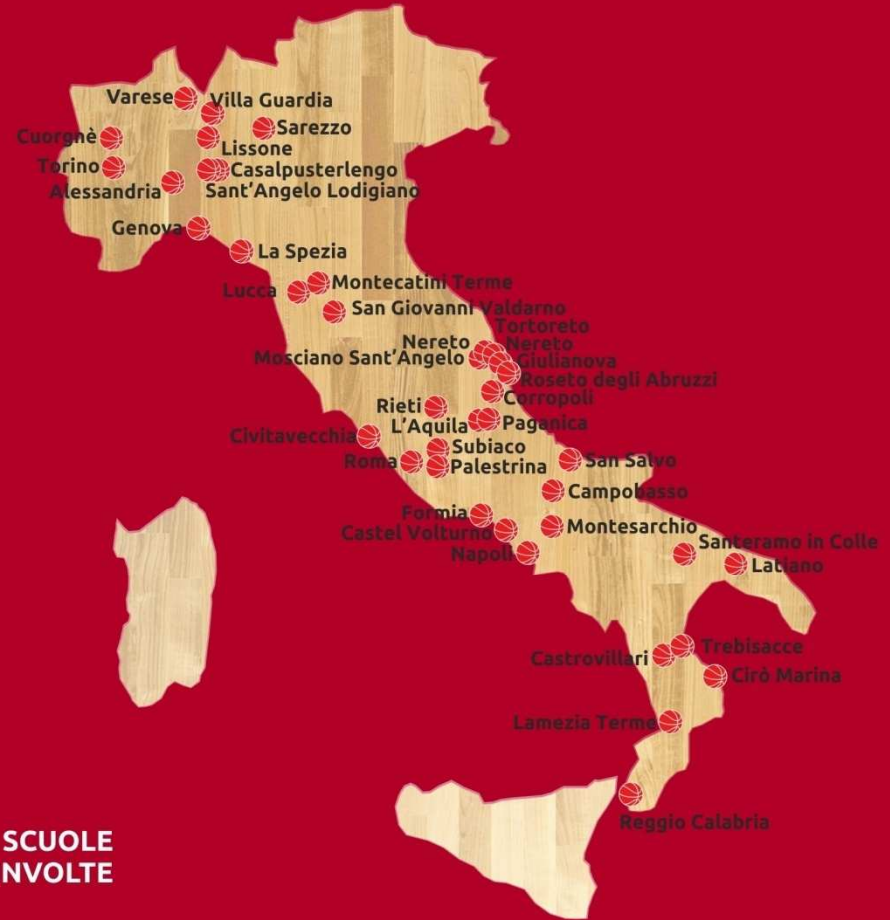 Varese
Villa Guardia
Sarezzo
Cuorgnè
Lissone
Torino
Casalpusterlengo
Alessandria
Sant'Angelo Lodigiano
Genova
La Spezia
Montecatini Terme
Lucca
San Giovanni Valdarno
Tortoreto
Nereto
Nereto
Mosciano Sant'Angelo
Giulianova
Roseto degli Abruzzi
Corropoli
Rieti
L'Aquila
Paganica
Civitavecchia
Subiaco
Roma
Palestrina
San Salvo
Campobasso
Formia
Castel Volturno
Montesarchio
Napoli
Santeramo in Colle
Latiano
Castrovillari
Trebisacce
Cirò Marina
Lamezia Terme
Reggio Calabria
SCUOLE
NVOLTE